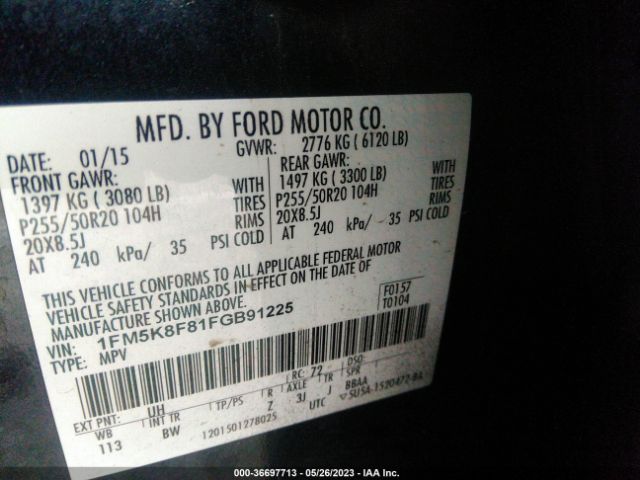 MFD. BY FORD MOTOR CO.
DATE: 01/15 GVWR: 2776 KG ( 6120 LB)
FRONT GAWR: REAR GAWR:
1397 KG ( 3080 LB) WITH 1497 KG ( 3300 LB) WITH
P255/50R20 104H TIRES P255/50R20 104H TIRES
20X8.5J RIMS 20X8.5J RIMS
AT 240 kPa/ 35 PSI COLD AT 240 kPa/ 35 PSI COLD
THIS VEHICLE CONFORMS TO ALL APPLICABLE FEDERAL MOTOR
VEHICLE SAFETY STANDARDS IN EFFECT ON THE DATE OF
MANUFACTURE SHOWN ABOVE.
F0157
T0104
VIN: 1FM5K8F81FGB91225
TYPE: MPV
EXT PNT: UH RC: 72 DSO:
WB INT TR TP/PS R AXLE TR SPR
113 BW Z 3J J BBAA
1201501278025 UTC ▽5U5A-1520472-BA
000-36697713 - 05/26/2023 - IAA Inc.